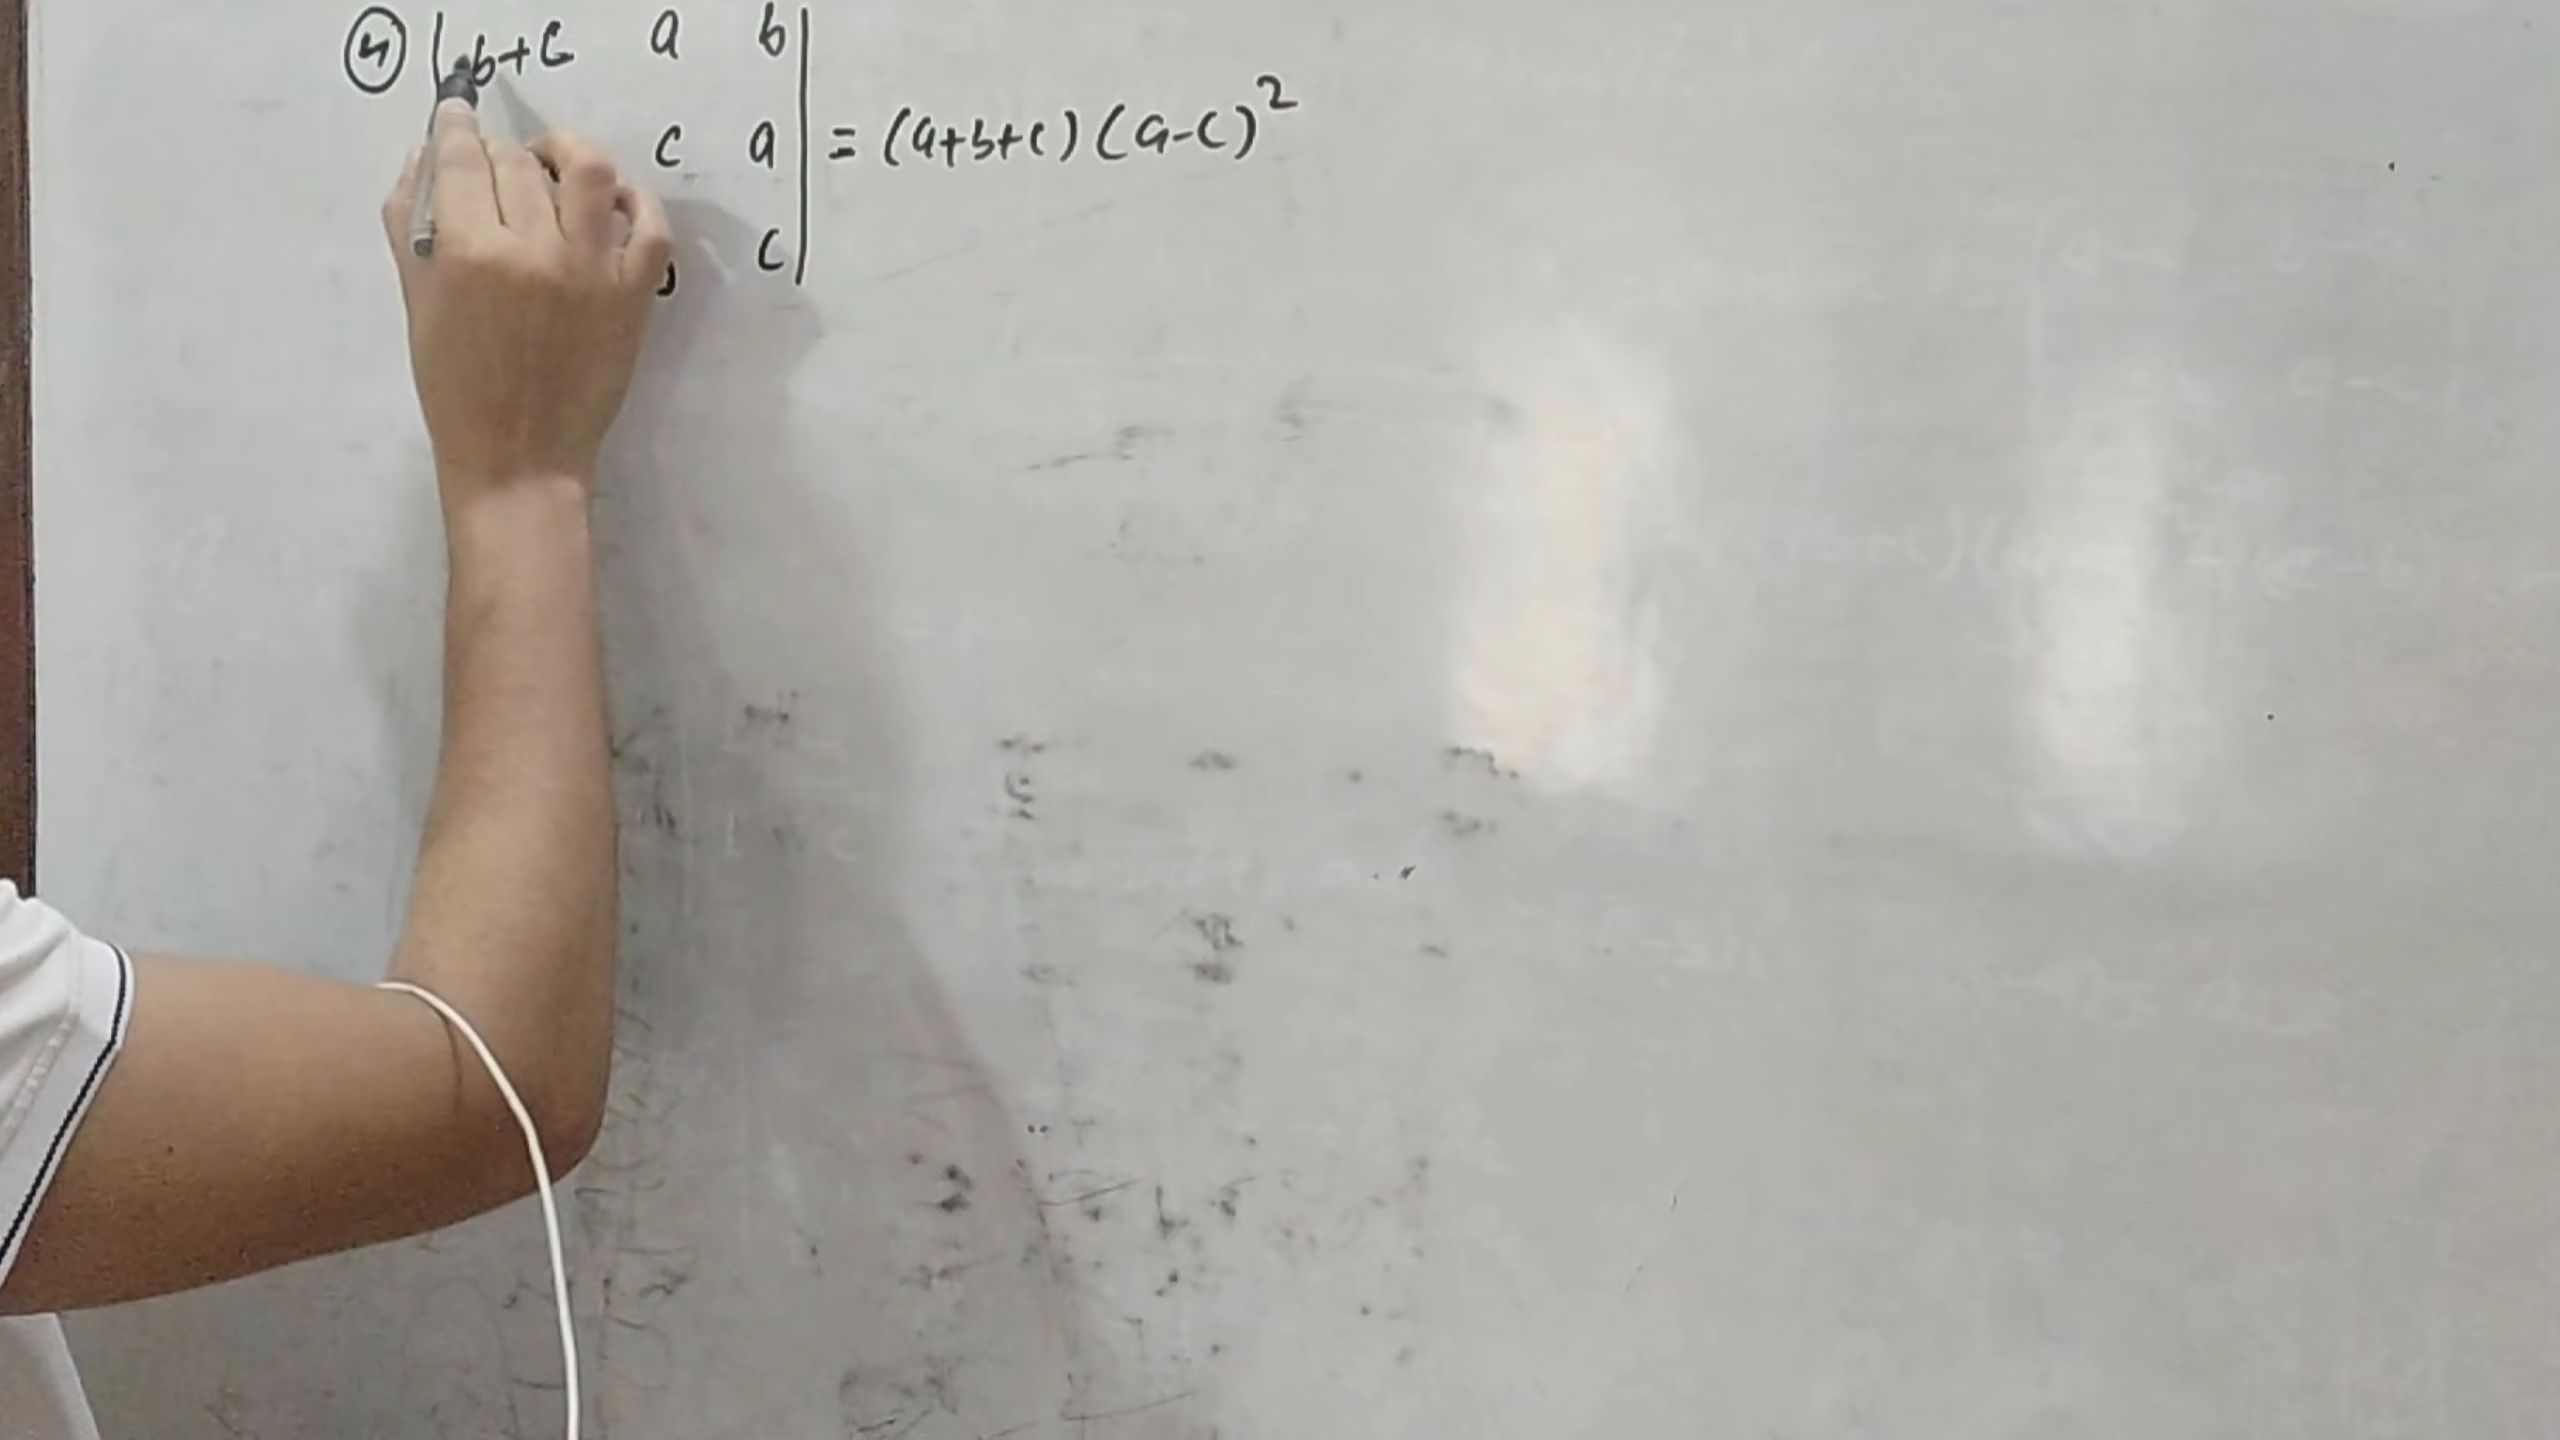 ④ | b+c a b |
c a | = (a+b+c) (a-c)²
c |